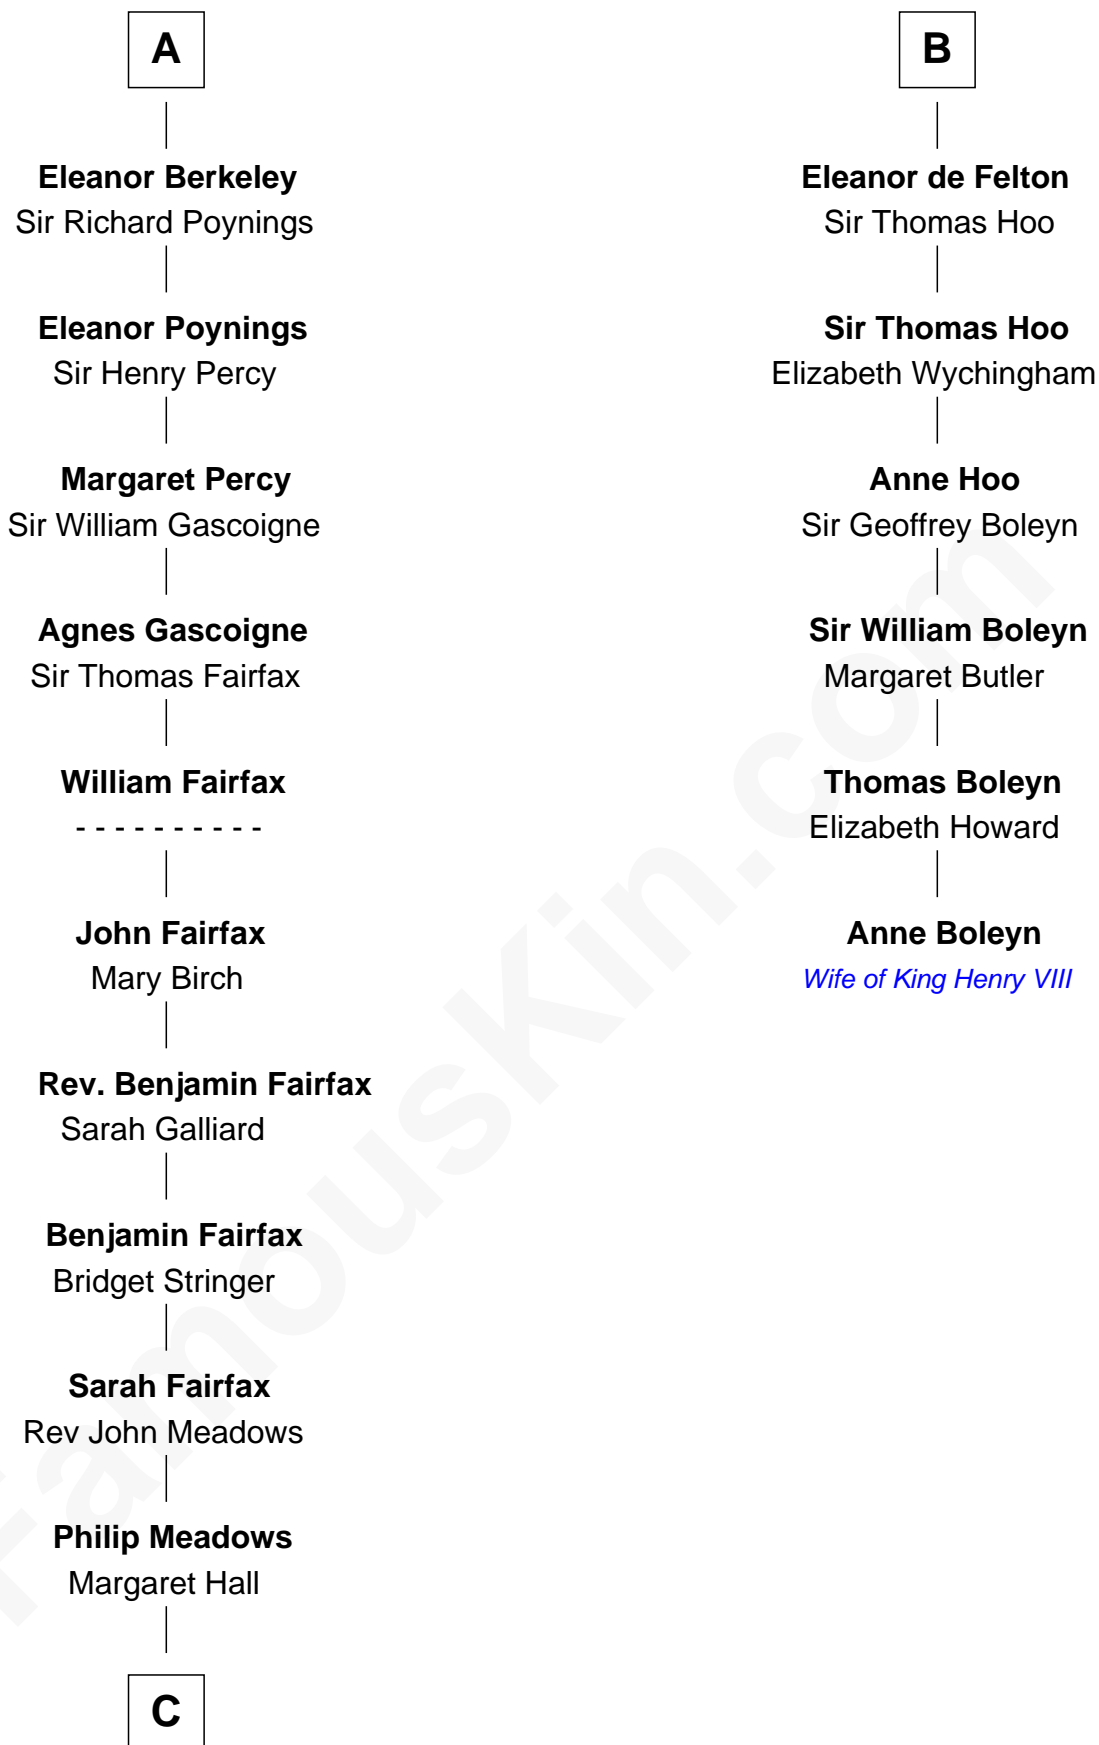 A
Eleanor Berkeley
Sir Richard Poynings
Eleanor Poynings
Sir Henry Percy
Margaret Percy
Sir William Gascoigne
Agnes Gascoigne
Sir Thomas Fairfax
William Fairfax
- - - - - - - - - -
John Fairfax
Mary Birch
Rev. Benjamin Fairfax
Sarah Galliard
Benjamin Fairfax
Bridget Stringer
Sarah Fairfax
Rev John Meadows
Philip Meadows
Margaret Hall
C
B
Eleanor de Felton
Sir Thomas Hoo
Sir Thomas Hoo
Elizabeth Wychingham
Anne Hoo
Sir Geoffrey Boleyn
Sir William Boleyn
Margaret Butler
Thomas Boleyn
Elizabeth Howard
Anne Boleyn
Wife of King Henry VIII
FamousKin.com